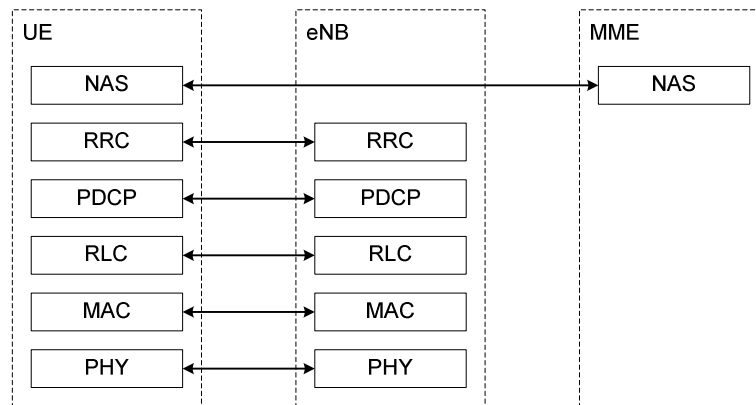 UE
eNB
MME
NAS
NAS
RRC
RRC
PDCP
PDCP
RLC
RLC
MAC
MAC
PHY
PHY